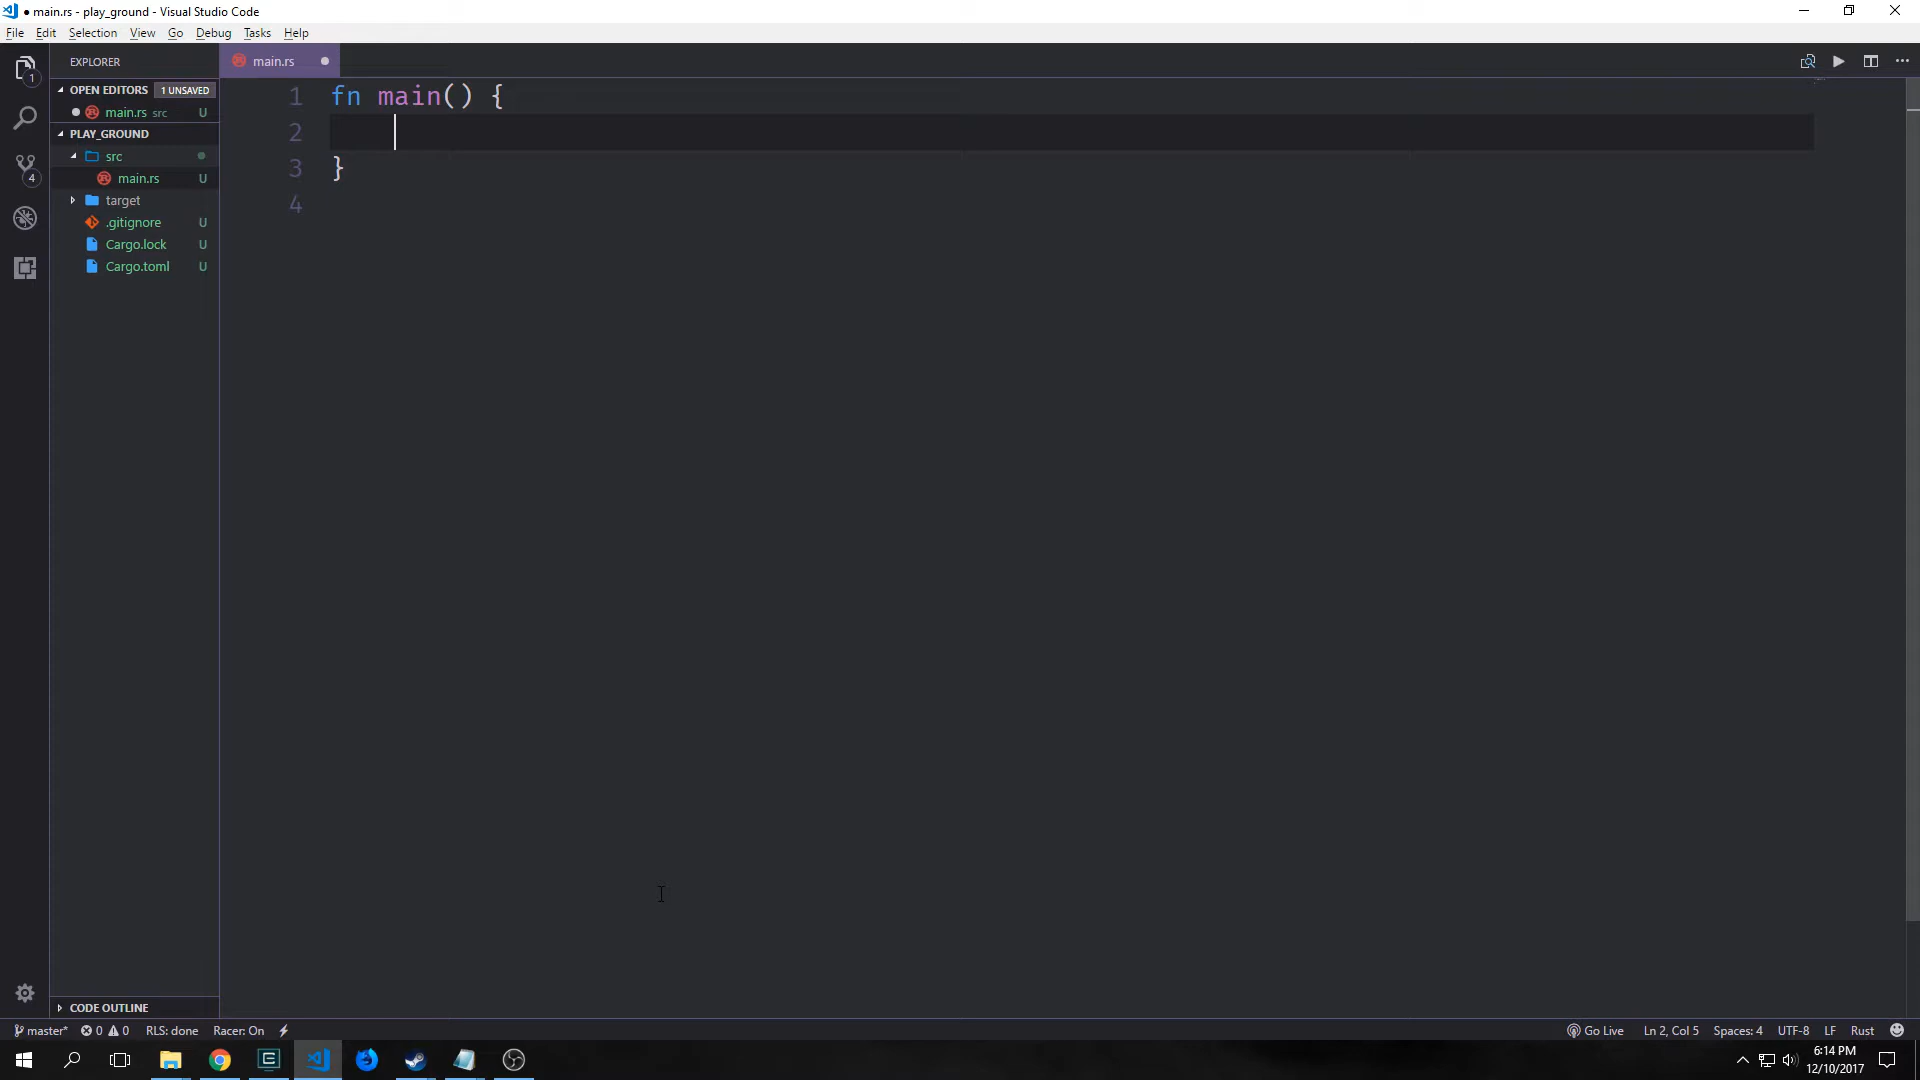 ● main.rs - play_ground - Visual Studio Code
File Edit Selection View Go Debug Tasks Help
EXPLORER
1
OPEN EDITORS 1 UNSAVED
main.rs src U
PLAY_GROUND
src
main.rs U
target
.gitignore U
Cargo.lock U
Cargo.toml U
4
CODE OUTLINE
main.rs
1 fn main() {
2
3 }
4
master* 0 0 RLS: done Racer: On
Go Live Ln 2, Col 5 Spaces: 4 UTF-8 LF Rust
6:14 PM
12/10/2017